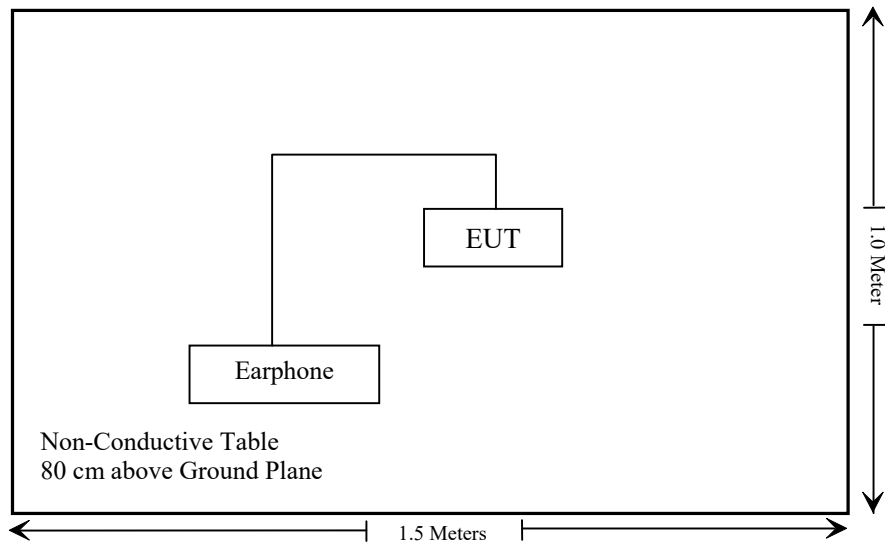 EUT
1.0 Meter
Earphone
Non-Conductive Table
80 cm above Ground Plane
1.5 Meters